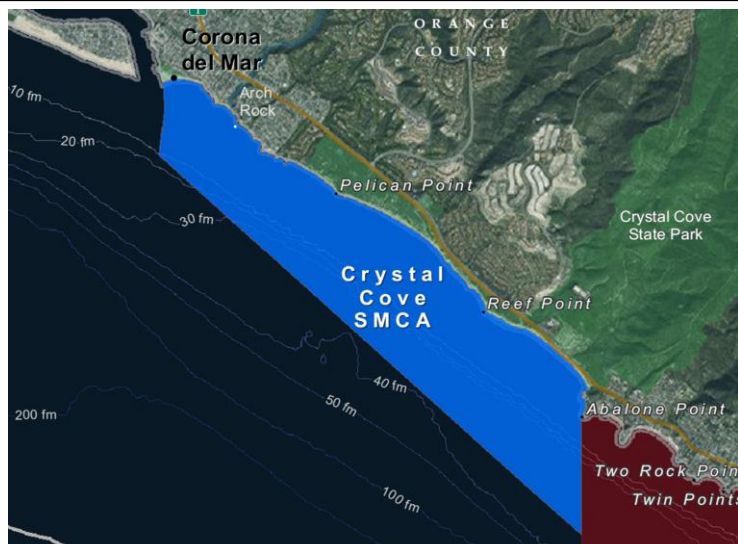 1
ORANGE
COUNTY
Corona
del Mar
Arch
Rock
10 fm
20 fm
30 fm
Pelican Point
Crystal Cove
State Park
Crystal
Cove
SMCA
Reef Point
40 fm
50 fm
200 fm
100 fm
Abalone Point
Two Rock Poin
Twin Points